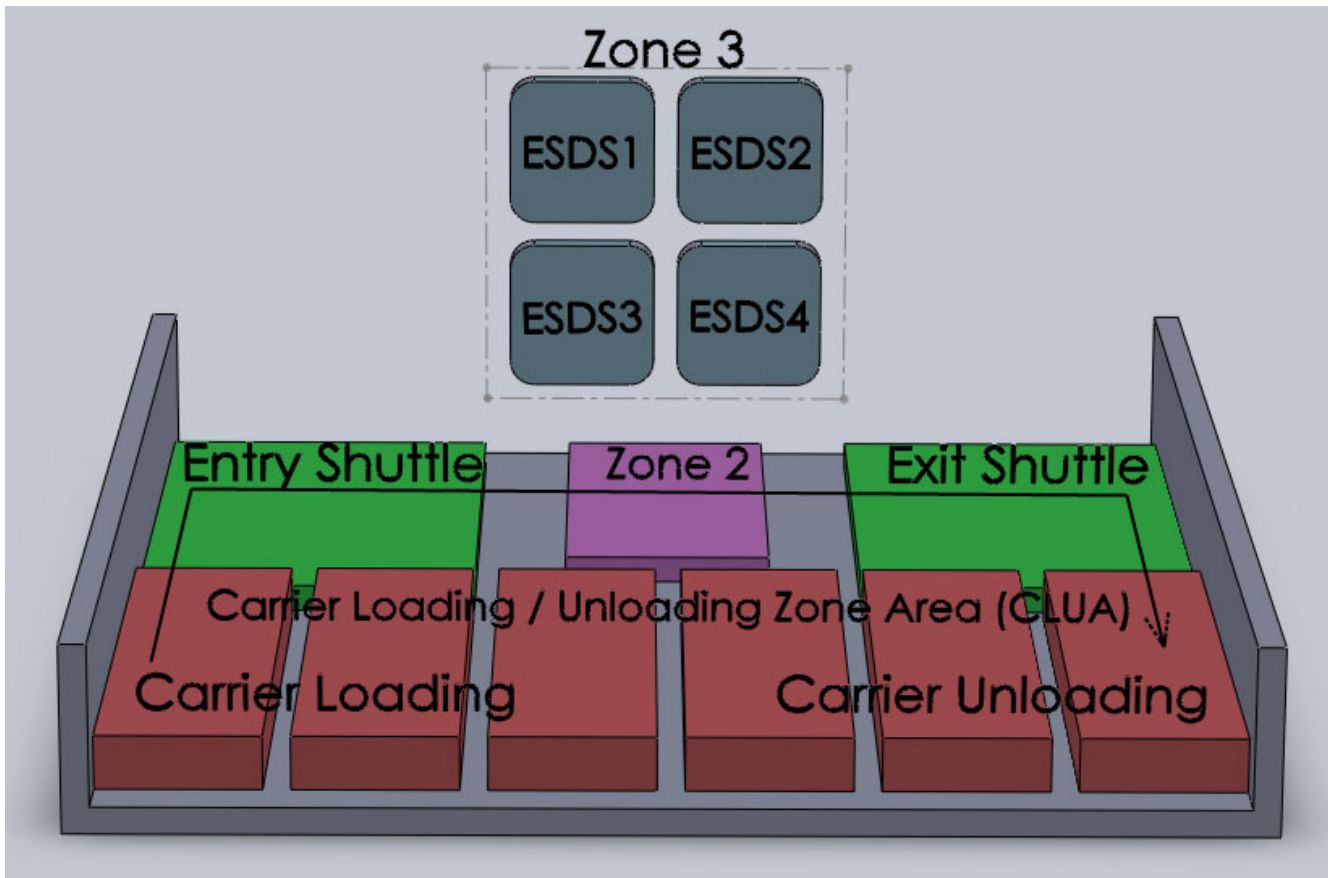 Zone 3
ESDS1 ESDS2
ESDS3 ESDS4
Entry Shuttle Zone 2 Exit Shuttle
Carrier Loading / Unloading Zone Area (CLUA)
Carrier Loading Carrier Unloading